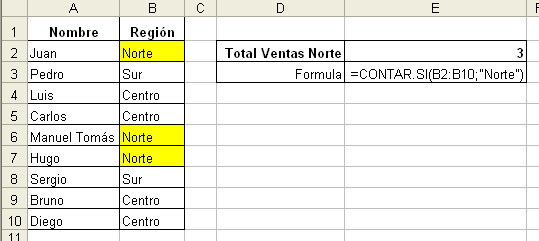 A B C D E F
1 Nombre Región
2 Juan Norte Total Ventas Norte 3
3 Pedro Sur Formula =CONTAR.SI(B2:B10;"Norte")
4 Luis Centro
5 Carlos Centro
6 Manuel Tomás Norte
7 Hugo Norte
8 Sergio Sur
9 Bruno Centro
10 Diego Centro
11